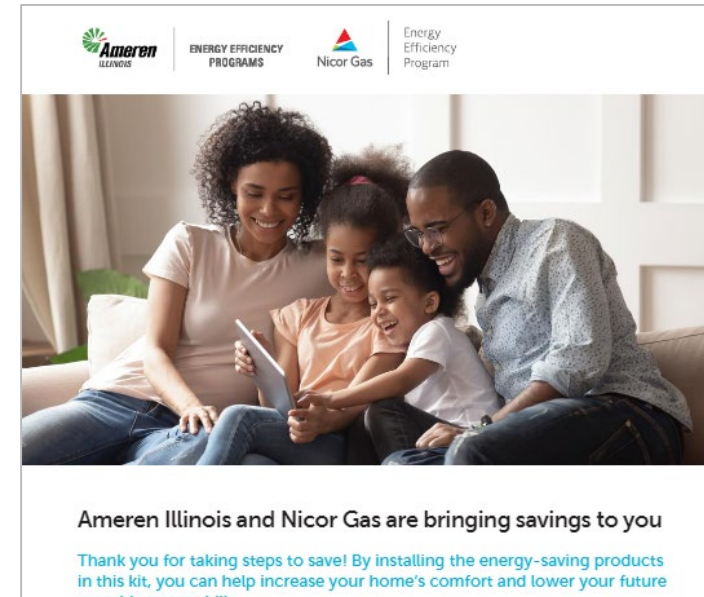 Ameren
ILLINOIS
ENERGY EFFICIENCY
PROGRAMS
Nicor Gas
Energy
Efficiency
Program
Ameren Illinois and Nicor Gas are bringing savings to you
Thank you for taking steps to save! By installing the energy-saving products
in this kit, you can help increase your home's comfort and lower your future